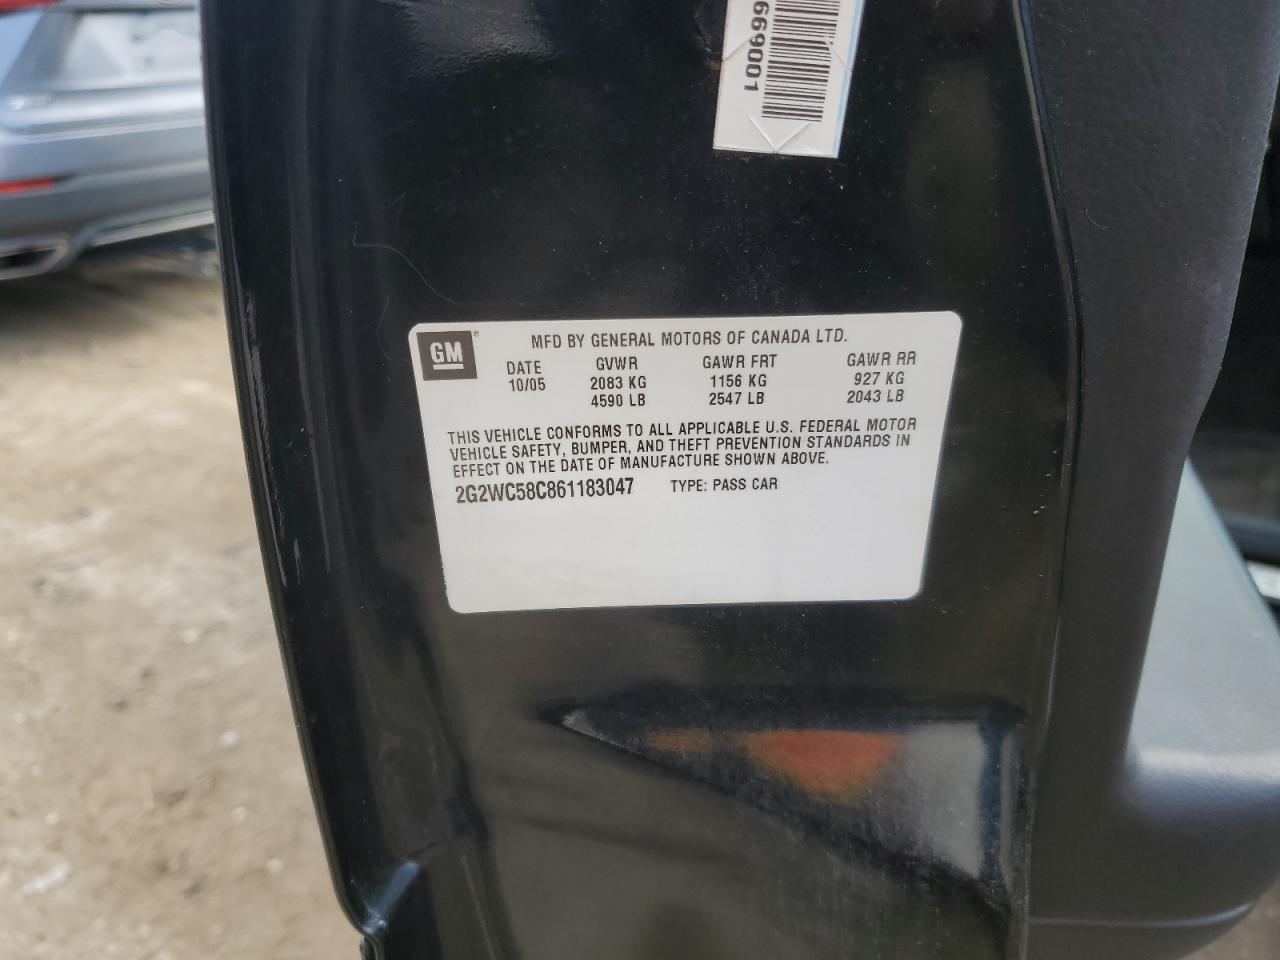 669001
GM
MFD BY GENERAL MOTORS OF CANADA LTD.
DATE GVWR GAWR FRT GAWR RR
10/05 2083 KG 1156 KG 927 KG
4590 LB 2547 LB 2043 LB
THIS VEHICLE CONFORMS TO ALL APPLICABLE U.S. FEDERAL MOTOR
VEHICLE SAFETY, BUMPER, AND THEFT PREVENTION STANDARDS IN
EFFECT ON THE DATE OF MANUFACTURE SHOWN ABOVE.
2G2WC58C861183047 TYPE: PASS CAR